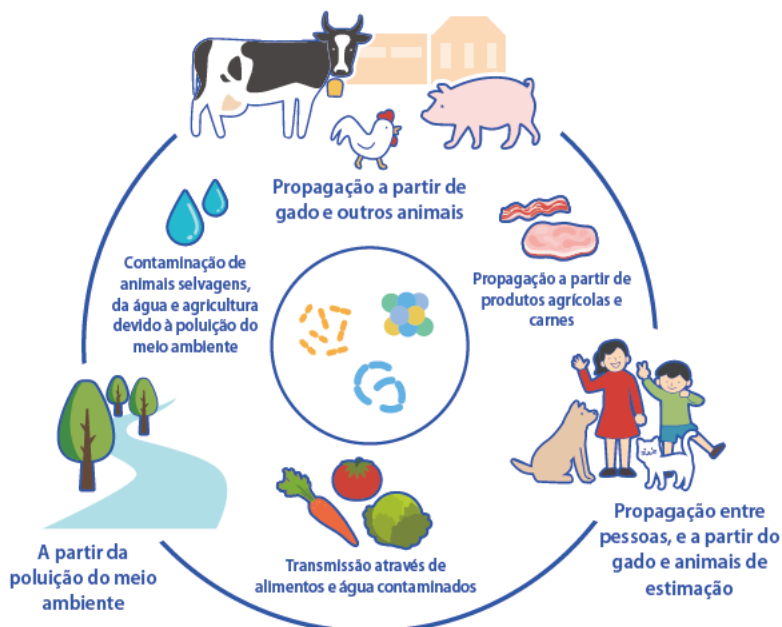 Propagação a partir de
gado e outros animais
Contaminação de
animais selvagens,
da água e agricultura
devido à poluição do
meio ambiente
Propagação a partir de
produtos agrícolas e
carnes
A partir da
poluição do meio
ambiente
Transmissão através de
alimentos e água contaminados
Propagação entre
pessoas, e a partir do
gado e animais de
estimação